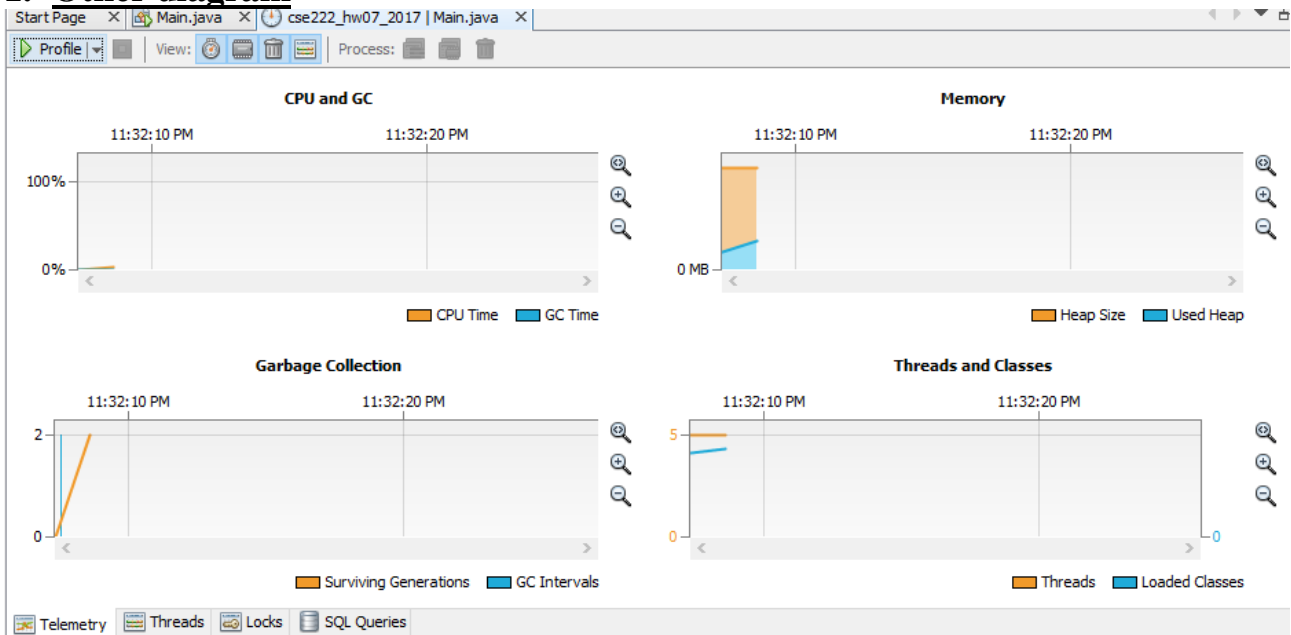 2. Other diagram
Start Page Main.java cse222_hw07_2017 | Main.java
Profile View: Process:
CPU and GC
11:32:10 PM 11:32:20 PM
100%
0%
CPU Time GC Time
Memory
11:32:10 PM 11:32:20 PM
0 MB
Heap Size Used Heap
Garbage Collection
11:32:10 PM 11:32:20 PM
2
0
Surviving Generations GC Intervals
Threads and Classes
11:32:10 PM 11:32:20 PM
5
0 0
Threads Loaded Classes
Telemetry Threads Locks SQL Queries